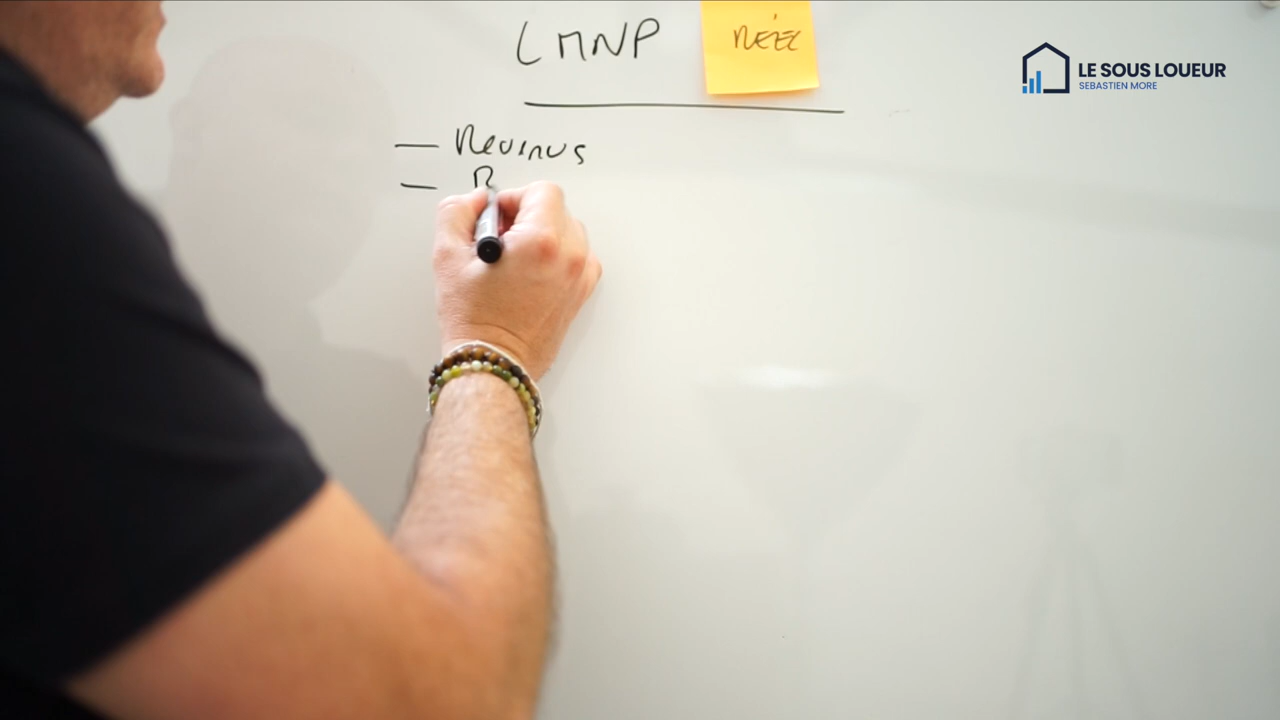 LMNP
RÉEL
LE SOUS LOUEUR
SEBASTIEN MORE
— Revenus
—